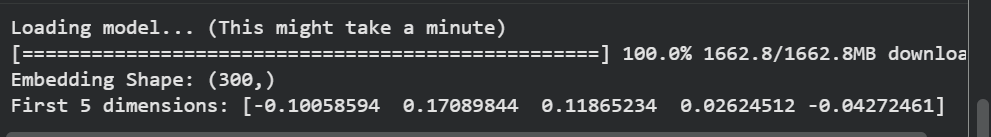 Loading model... (This might take a minute)
[==================================================] 100.0% 1662.8/1662.8MB downloa
Embedding Shape: (300,)
First 5 dimensions: [-0.10058594  0.17089844  0.11865234  0.02624512 -0.04272461]